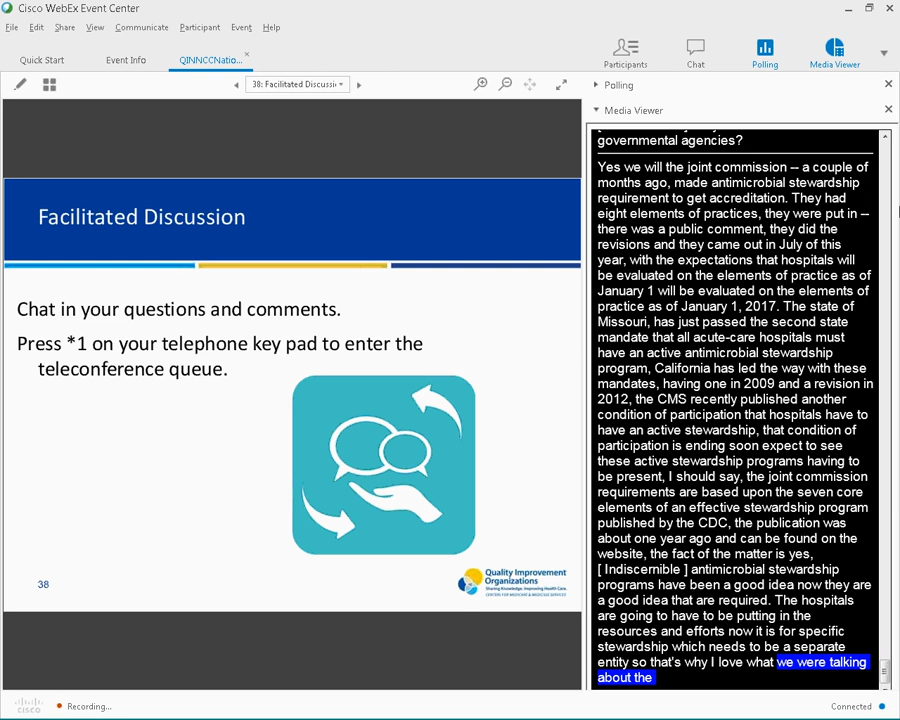 Cisco WebEx Event Center
File Edit Share View Communicate Participant Event Help
Quick Start Event Info QINNCCNatio...
Participants Chat Polling Media Viewer
38: Facilitated Discussi
Polling
Media Viewer
Facilitated Discussion
Chat in your questions and comments.
Press *1 on your telephone key pad to enter the
teleconference queue.
38
Quality Improvement
Organizations
Sharing Knowledge. Improving Health Care.
CENTERS FOR MEDICARE & MEDICAID SERVICES
governmental agencies?
Yes we will the joint commission -- a couple of
months ago, made antimicrobial stewardship
requirement to get accreditation. They had
eight elements of practices, they were put in --
there was a public comment, they did the
revisions and they came out in July of this
year, with the expectations that hospitals will
be evaluated on the elements of practice as of
January 1 will be evaluated on the elements of
practice as of January 1, 2017. The state of
Missouri, has just passed the second state
mandate that all acute-care hospitals must
have an active antimicrobial stewardship
program, California has led the way with these
mandates, having one in 2009 and a revision in
2012, the CMS recently published another
condition of participation that hospitals have to
have an active stewardship, that condition of
participation is ending soon expect to see
these active stewardship programs having to
be present, I should say, the joint commission
requirements are based upon the seven core
elements of an effective stewardship program
published by the CDC, the publication was
about one year ago and can be found on the
website, the fact of the matter is yes,
[ Indiscernible ] antimicrobial stewardship
programs have been a good idea now they are
a good idea that are required. The hospitals
are going to have to be putting in the
resources and efforts now it is for specific
stewardship which needs to be a separate
entity so that's why I love what we were talking
about the
cisco
Recording...
Connected